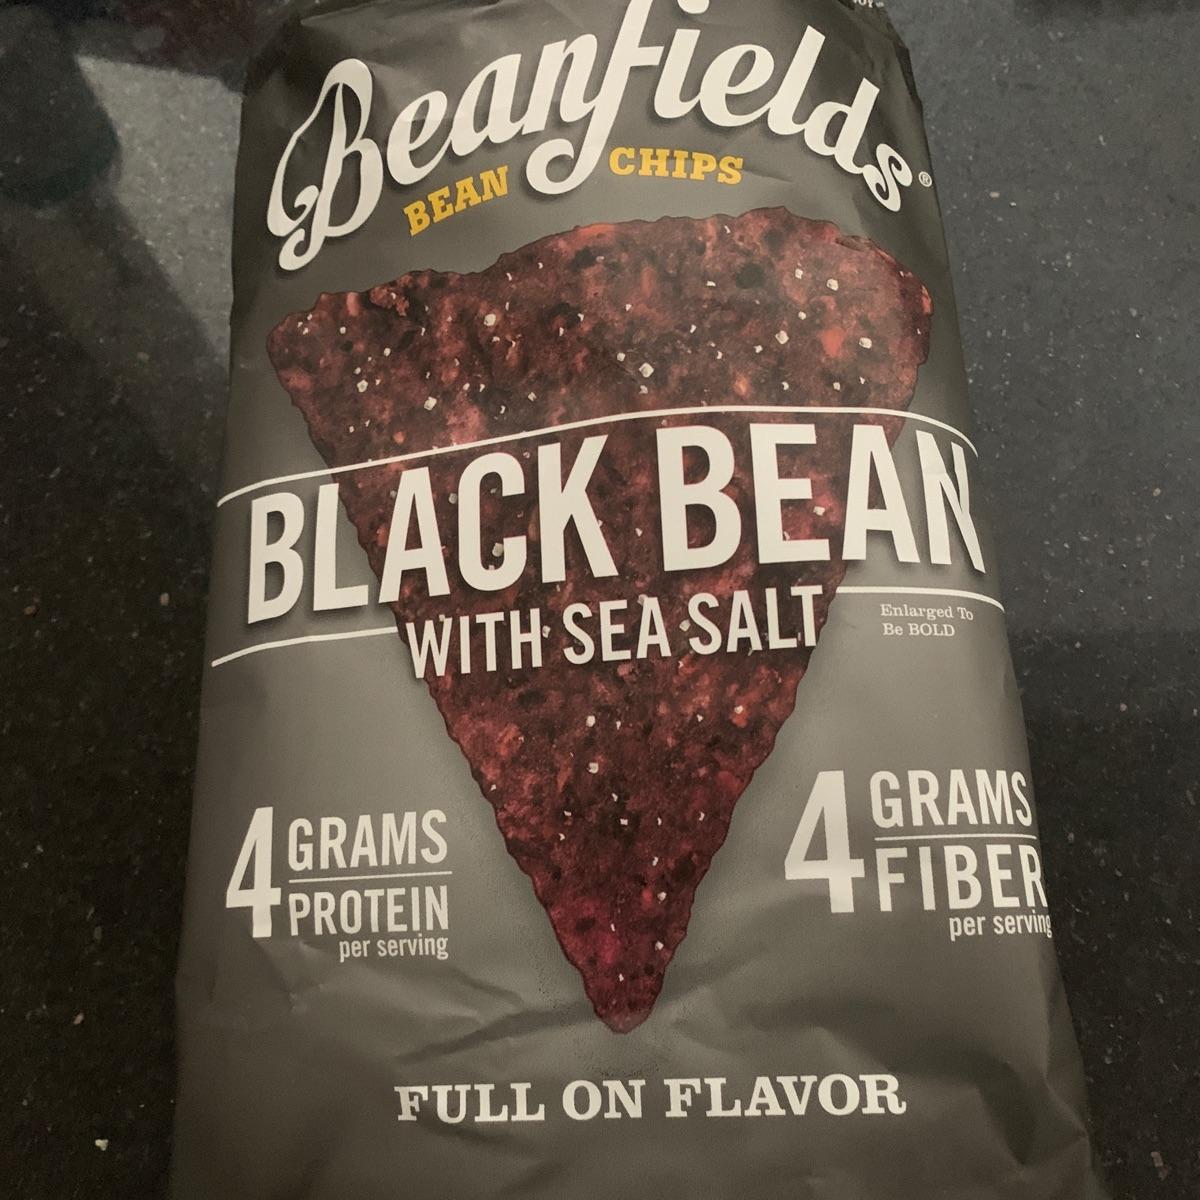 Beanfields®
BEAN CHIPS
BLACK BEAN
WITH SEA SALT
Enlarged To
Be BOLD
4 GRAMS
PROTEIN
per serving
4 GRAMS
FIBER
per serving
FULL ON FLAVOR